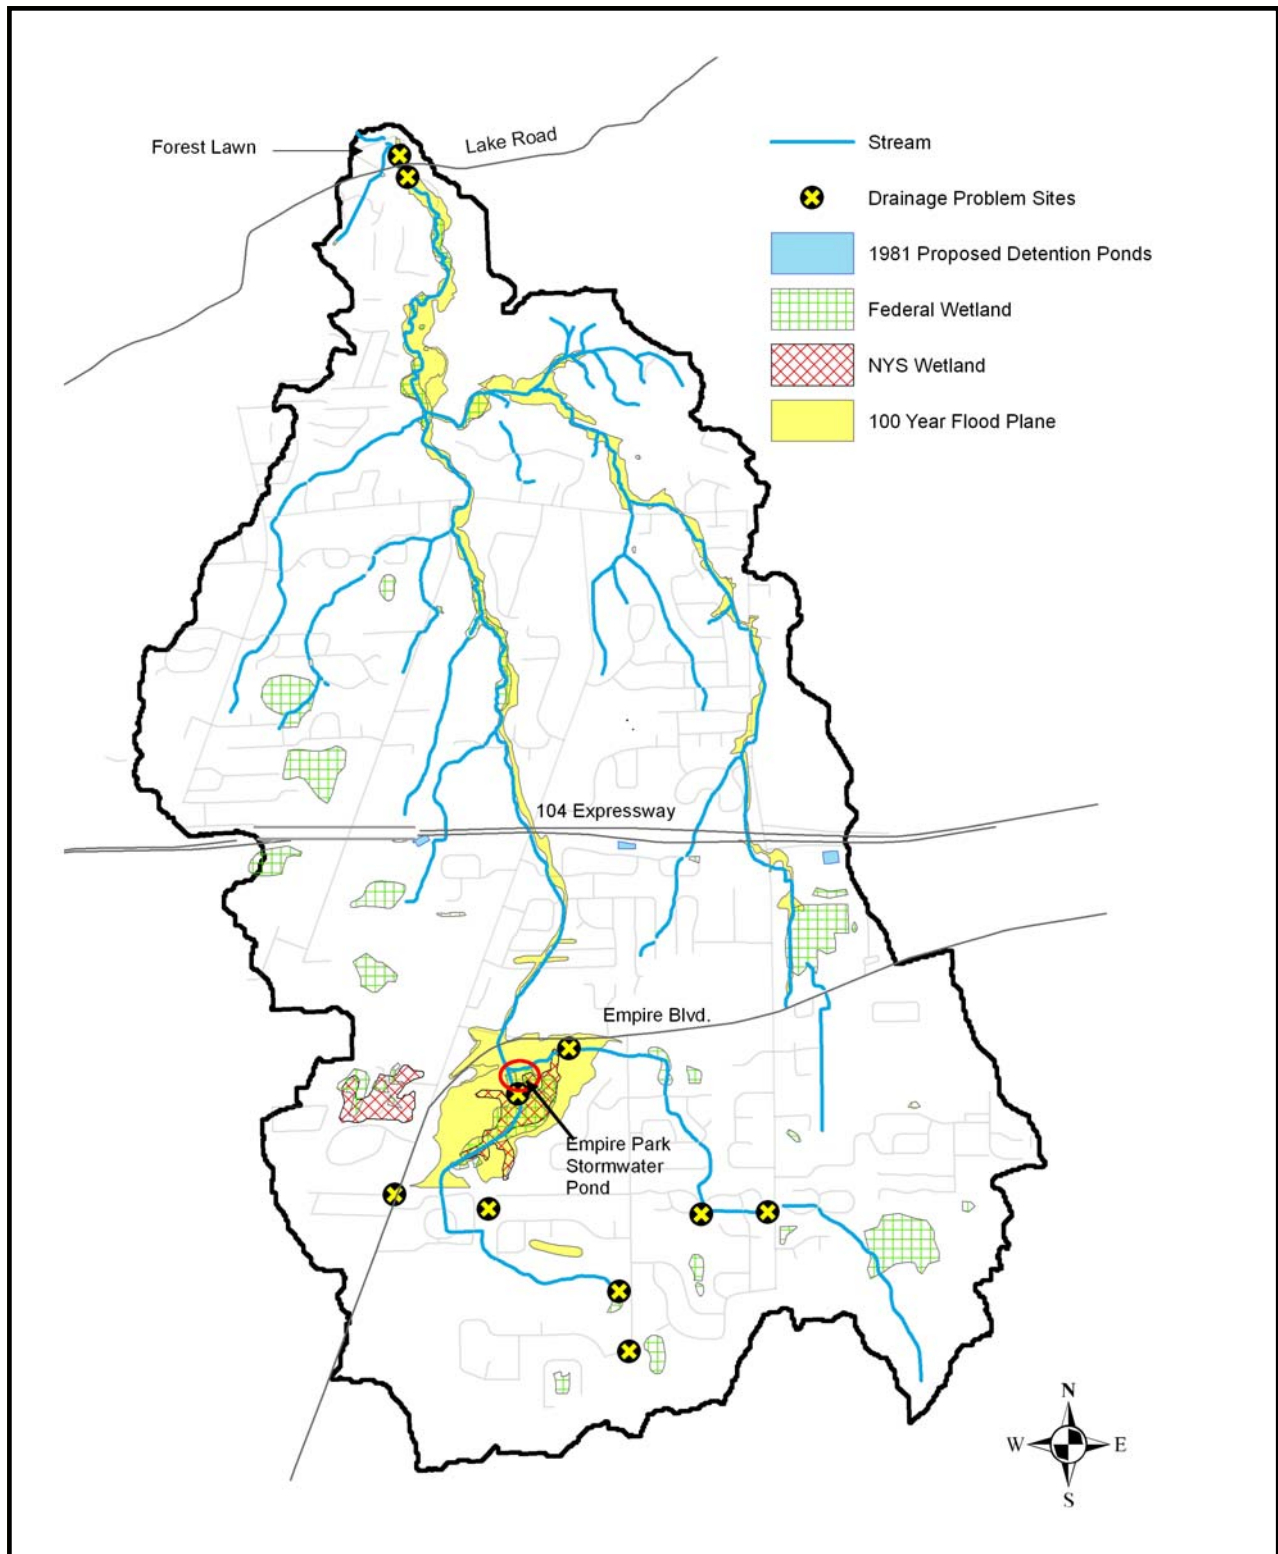 Forest Lawn
Lake Road
Stream
Drainage Problem Sites
1981 Proposed Detention Ponds
Federal Wetland
NYS Wetland
100 Year Flood Plane
104 Expressway
Empire Blvd.
Empire Park
Stormwater
Pond
N
W
E
S